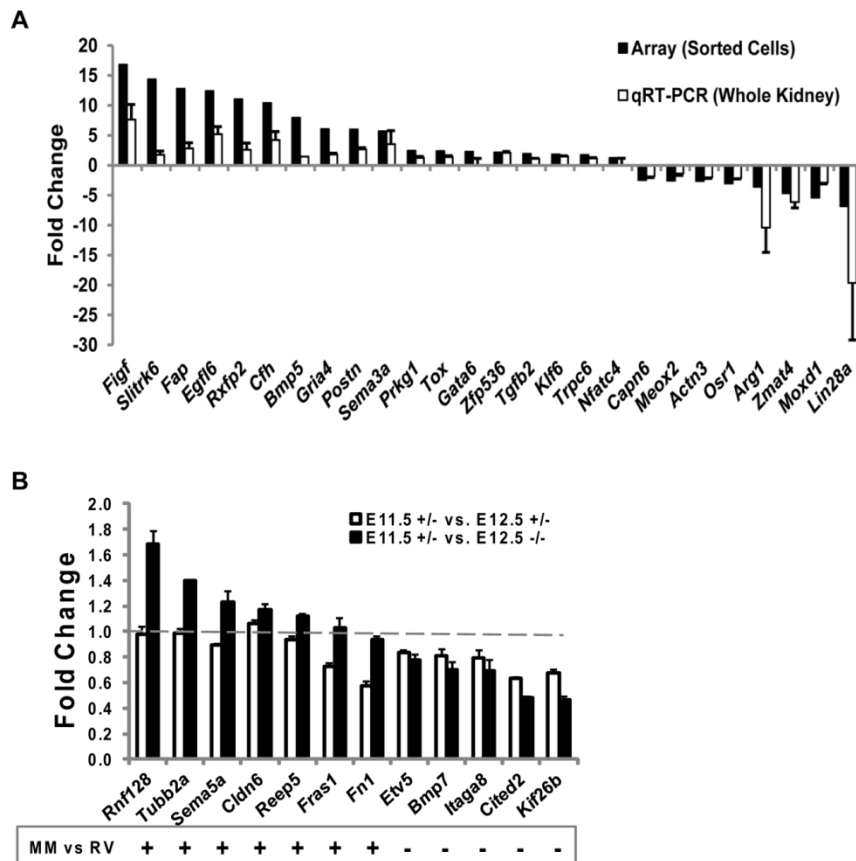 A
20
15
10
5
0
-5
-10
-15
-20
-25
-30
Fold Change
Array (Sorted Cells)
qRT-PCR (Whole Kidney)
Figf
Slitrk6
Fap
Egfl6
Rxfp2
Cfh
Bmp5
Gria4
Postn
Sema3a
Prkg1
Tox
Gata6
Zfp536
Tgfb2
Klf6
Trpc6
Nfatc4
Capn6
Meox2
Actn3
Osr1
Arg1
Zmat4
Moxd1
Lin28a
B
2.0
1.8
1.6
1.4
1.2
1.0
0.8
0.6
0.4
0.2
0.0
Fold Change
E11.5 +/- vs. E12.5 +/-
E11.5 +/- vs. E12.5 -/-
Rnf128
Tubb2a
Sema5a
Cldn6
Reep5
Fras1
Fn1
Etv5
Bmp7
Itaga8
Cited2
Kif26b
MM vs RV + + + + + + + - - - - -